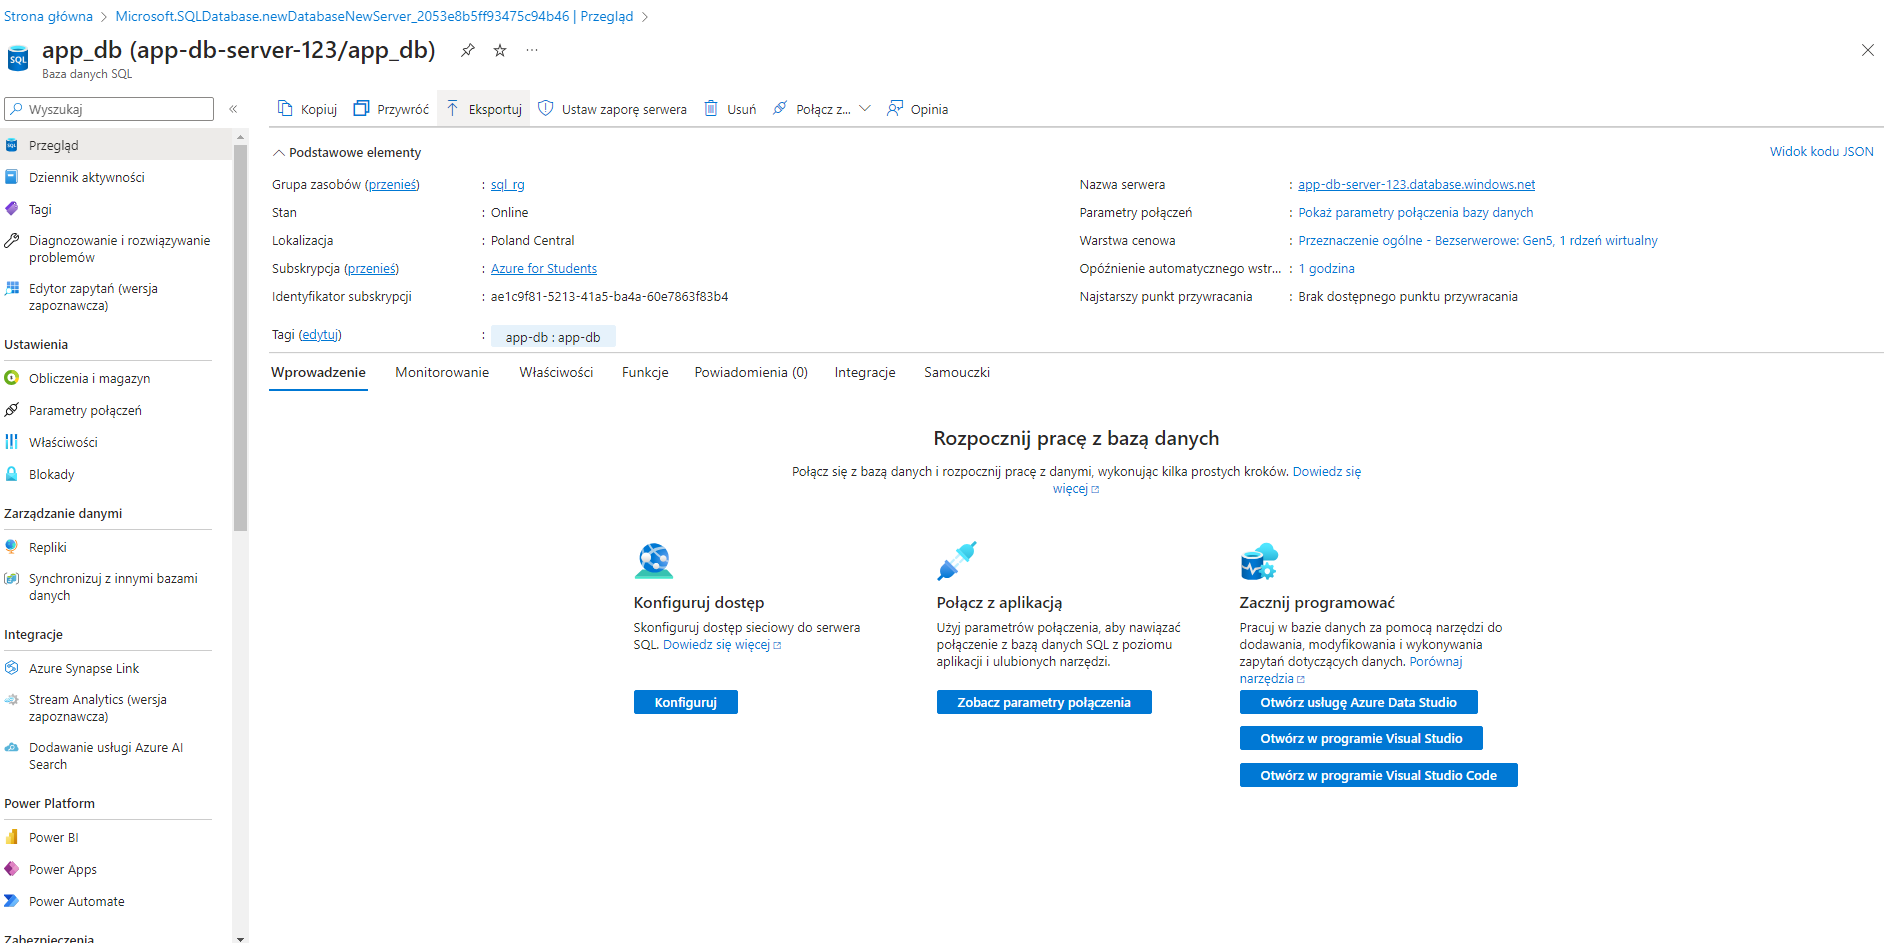 Strona główna > Microsoft.SQLDatabase.newDatabaseNewServer_2053e8b5ff93475c94b46 | Przegląd >
SQL
app_db (app-db-server-123/app_db)
Baza danych SQL
Wyszukaj
Przegląd
Dziennik aktywności
Tagi
Diagnozowanie i rozwiązywanie
problemów
Edytor zapytań (wersja
zapoznawcza)
Ustawienia
Obliczenia i magazyn
Parametry połączeń
Właściwości
Blokady
Zarządzanie danymi
Repliki
Synchronizuj z innymi bazami
danych
Integracje
Azure Synapse Link
Stream Analytics (wersja
zapoznawcza)
Dodawanie usługi Azure AI
Search
Power Platform
Power BI
Power Apps
Power Automate
Zabezpieczenia
Kopiuj Przywróć Eksportuj Ustaw zaporę serwera Usuń Połącz z... Opinia
Podstawowe elementy
Widok kodu JSON
Grupa zasobów (przenieś) : sql_rg
Stan : Online
Lokalizacja : Poland Central
Subskrypcja (przenieś) : Azure for Students
Identyfikator subskrypcji : ae1c9f81-5213-41a5-ba4a-60e7863f83b4
Nazwa serwera : app-db-server-123.database.windows.net
Parametry połączeń : Pokaż parametry połączenia bazy danych
Warstwa cenowa : Przeznaczenie ogólne - Bezserwerowe: Gen5, 1 rdzeń wirtualny
Opóźnienie automatycznego wstr... : 1 godzina
Najstarszy punkt przywracania : Brak dostępnego punktu przywracania
Tagi (edytuj) : app-db : app-db
Wprowadzenie Monitorowanie Właściwości Funkcje Powiadomienia (0) Integracje Samouczki
Rozpocznij pracę z bazą danych
Połącz się z bazą danych i rozpocznij pracę z danymi, wykonując kilka prostych kroków. Dowiedz się
więcej
Konfiguruj dostęp
Skonfiguruj dostęp sieciowy do serwera
SQL. Dowiedz się więcej
Konfiguruj
Połącz z aplikacją
Użyj parametrów połączenia, aby nawiązać
połączenie z bazą danych SQL z poziomu
aplikacji i ulubionych narzędzi.
Zobacz parametry połączenia
Zacznij programować
Pracuj w bazie danych za pomocą narzędzi do
dodawania, modyfikowania i wykonywania
zapytań dotyczących danych. Porównaj
narzędzia
Otwórz usługę Azure Data Studio
Otwórz w programie Visual Studio
Otwórz w programie Visual Studio Code